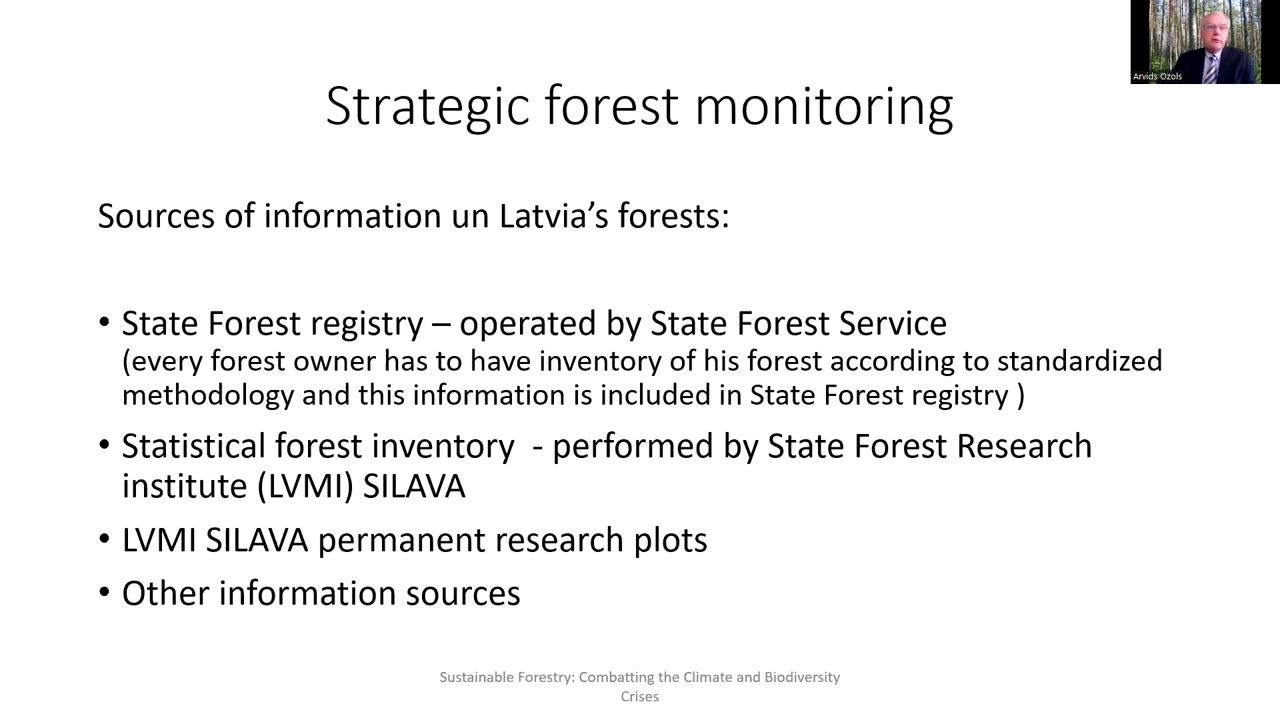 Arvids Ozols
Strategic forest monitoring
Sources of information un Latvia’s forests:
• State Forest registry – operated by State Forest Service
(every forest owner has to have inventory of his forest according to standardized
methodology and this information is included in State Forest registry )
• Statistical forest inventory  - performed by State Forest Research
institute (LVMI) SILAVA
• LVMI SILAVA permanent research plots
• Other information sources
Sustainable Forestry: Combatting the Climate and Biodiversity
Crises